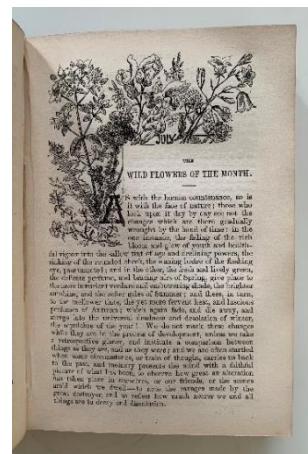 JULY
THE
WILD FLOWERS OF THE MONTH.
AS with the human countenance, so is
it with the face of nature; those who
look upon it day by day see not the
changes which are there gradually
wrought by the hand of time: in the
one instance, the fading of the rich
bloom and glow of youth and health-
ful vigour into the sallow tint of age and declining powers, the
sinking of the rounded cheek, the waning lustre of the flashing
eye, pass unnoted; and in the other, the fresh and lively green,
the delicate perfume, and balmy airs of Spring, give place to
the more luxuriant verdure and embowering shade, the brighter
sunshine, and the richer roses of Summer; and these, in turn,
to the mellower tints, the yet more fervent heat, and luscious
perfumes of Autumn; which again fade, and die away, and
merge into the universal dreariness and desolation of winter,
the sepulchre of the year! We do not mark these changes
while they are in the process of development, unless we take
a retrospective glance, and institute a comparison between
things as they are, and as they were; and we are often startled
when some circumstance, or train of thought, carries us back
to the past, and memory presents the mind with a faithful
picture of what has been, to observe how great an alteration
has taken place in ourselves, or our friends, or the scenes
amid which we dwell—to note the ravages made by the
great destroyer, and to reflect how much nearer we and all
things are to decay and dissolution.